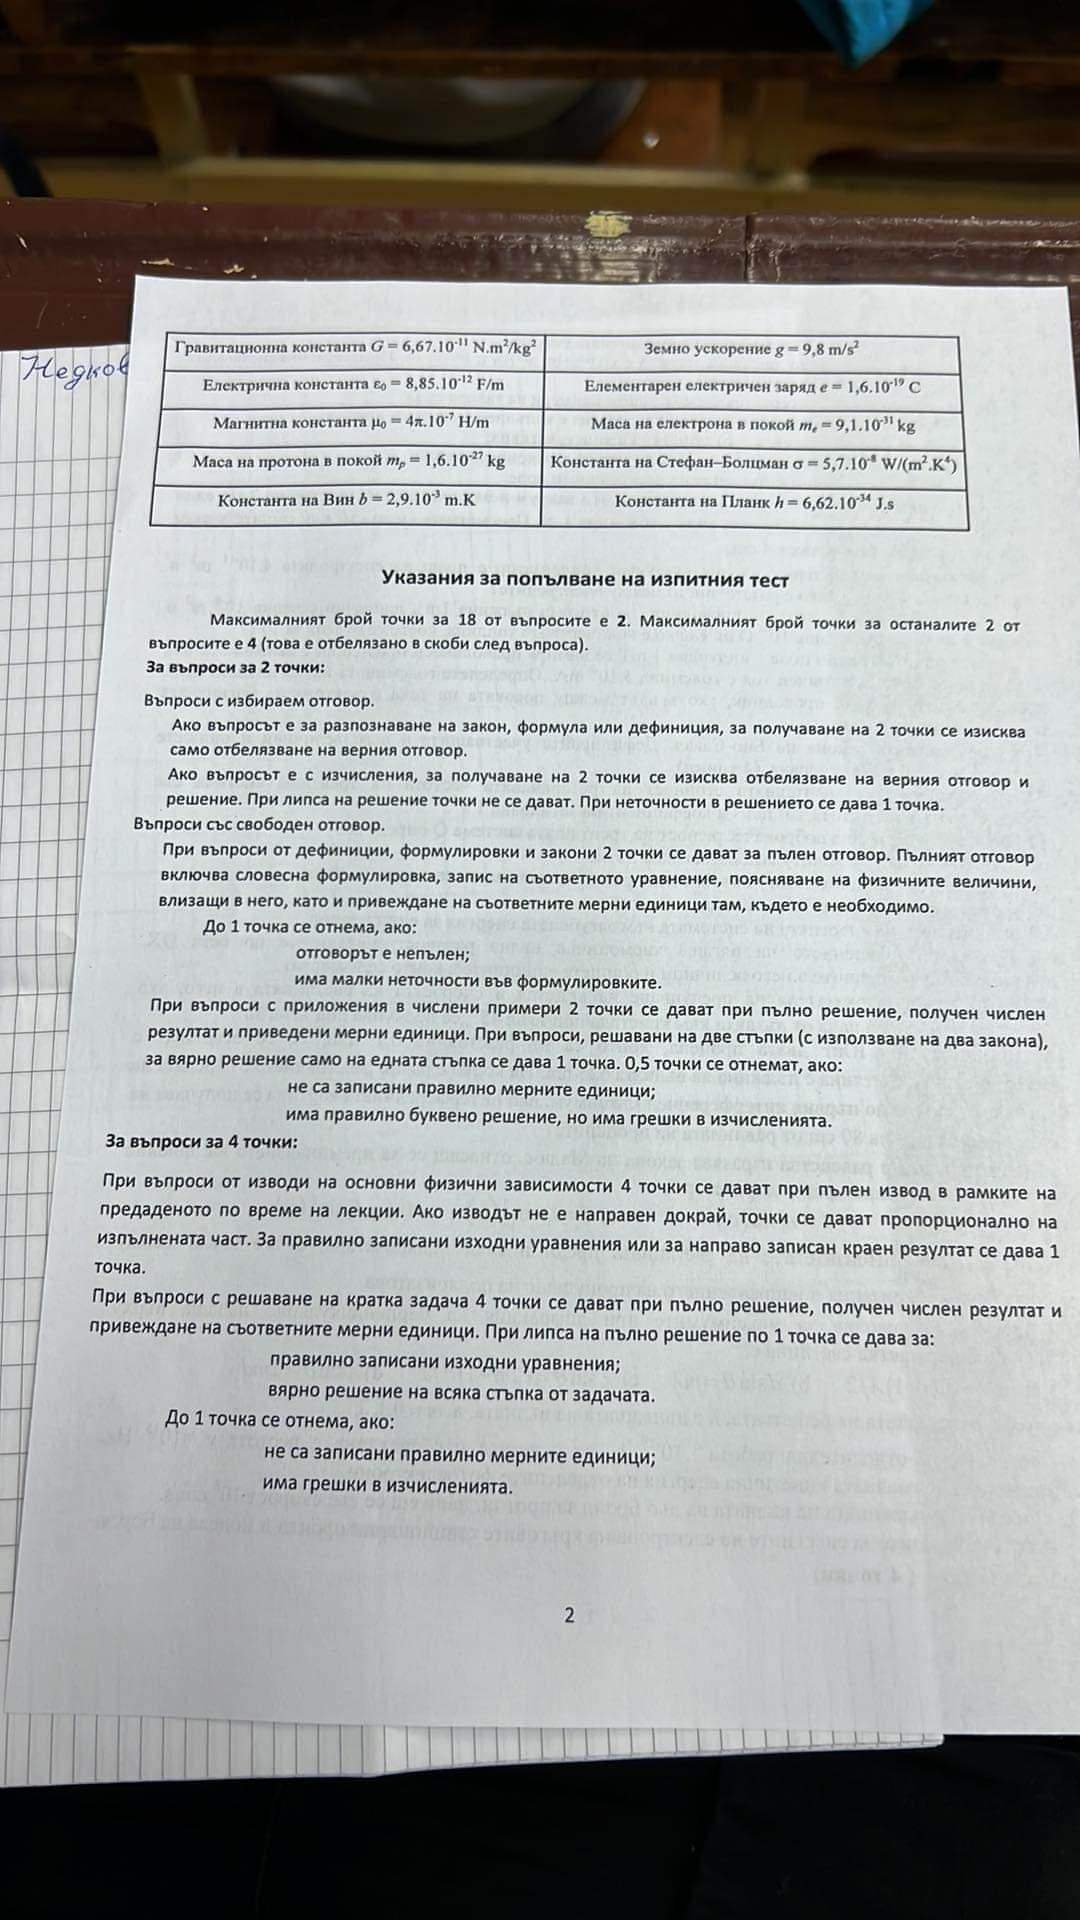 Недков
Гравитационна константа G = 6,67.10⁻¹¹ N.m²/kg²
Земно ускорение g = 9,8 m/s²
Електрична константа ε₀ = 8,85.10⁻¹² F/m
Елементарен електричен заряд e = 1,6.10⁻¹⁹ C
Магнитна константа μ₀ = 4π.10⁻⁷ H/m
Маса на електрона в покой mₑ = 9,1.10⁻³¹ kg
Маса на протона в покой mₚ = 1,6.10⁻²⁷ kg
Константа на Стефан–Болцман σ = 5,7.10⁻⁸ W/(m².K⁴)
Константа на Вин b = 2,9.10⁻³ m.K
Константа на Планк h = 6,62.10⁻³⁴ J.s
Указания за попълване на изпитния тест
Максималният брой точки за 18 от въпросите е 2. Максималният брой точки за останалите 2 от
въпросите е 4 (това е отбелязано в скоби след въпроса).
За въпроси за 2 точки:
Въпроси с избираем отговор.
Ако въпросът е за разпознаване на закон, формула или дефиниция, за получаване на 2 точки се изисква
само отбелязване на верния отговор.
Ако въпросът е с изчисления, за получаване на 2 точки се изисква отбелязване на верния отговор и
решение. При липса на решение точки не се дават. При неточности в решението се дава 1 точка.
Въпроси със свободен отговор.
При въпроси от дефиниции, формулировки и закони 2 точки се дават за пълен отговор. Пълният отговор
включва словесна формулировка, запис на съответното уравнение, поясняване на физичните величини,
влизащи в него, като и привеждане на съответните мерни единици там, където е необходимо.
До 1 точка се отнема, ако:
отговорът е непълен;
има малки неточности във формулировките.
При въпроси с приложения в числени примери 2 точки се дават при пълно решение, получен числен
резултат и приведени мерни единици. При въпроси, решавани на две стъпки (с използване на два закона),
за вярно решение само на едната стъпка се дава 1 точка. 0,5 точки се отнемат, ако:
не са записани правилно мерните единици;
има правилно буквено решение, но има грешки в изчисленията.
За въпроси за 4 точки:
При въпроси от изводи на основни физични зависимости 4 точки се дават при пълен извод в рамките на
предаденото по време на лекции. Ако изводът не е направен докрай, точки се дават пропорционално на
изпълнената част. За правилно записани изходни уравнения или за направо записан краен резултат се дава 1
точка.
При въпроси с решаване на кратка задача 4 точки се дават при пълно решение, получен числен резултат и
привеждане на съответните мерни единици. При липса на пълно решение по 1 точка се дава за:
правилно записани изходни уравнения;
вярно решение на всяка стъпка от задачата.
До 1 точка се отнема, ако:
не са записани правилно мерните единици;
има грешки в изчисленията.
2